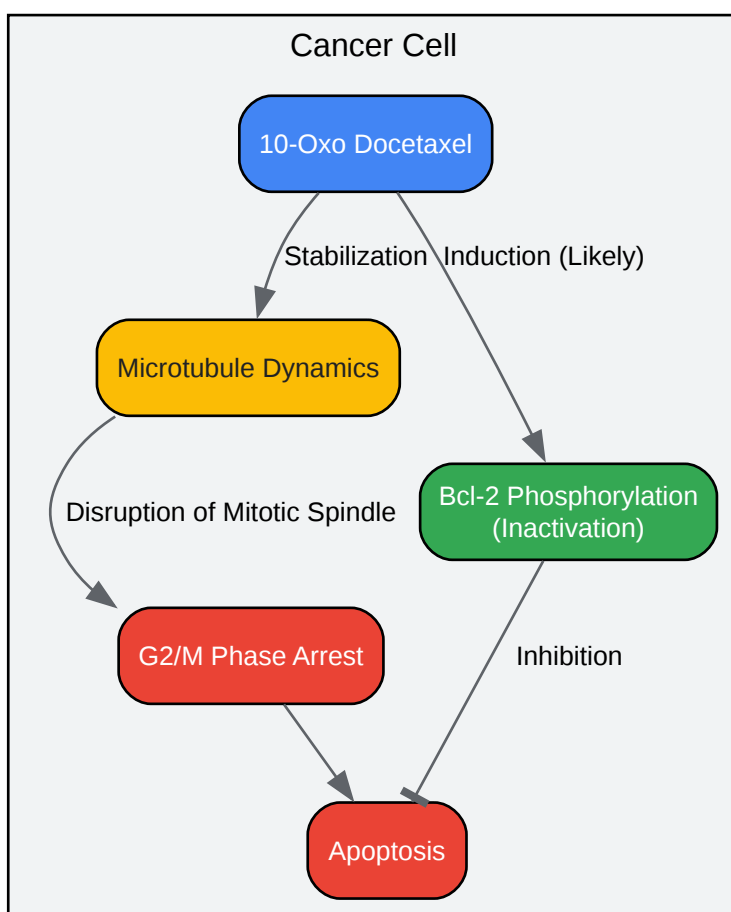 Cancer Cell
10-Oxo Docetaxel
Stabilization
Induction (Likely)
Microtubule Dynamics
Bcl-2 Phosphorylation
(Inactivation)
Disruption of Mitotic Spindle
G2/M Phase Arrest
Inhibition
Apoptosis